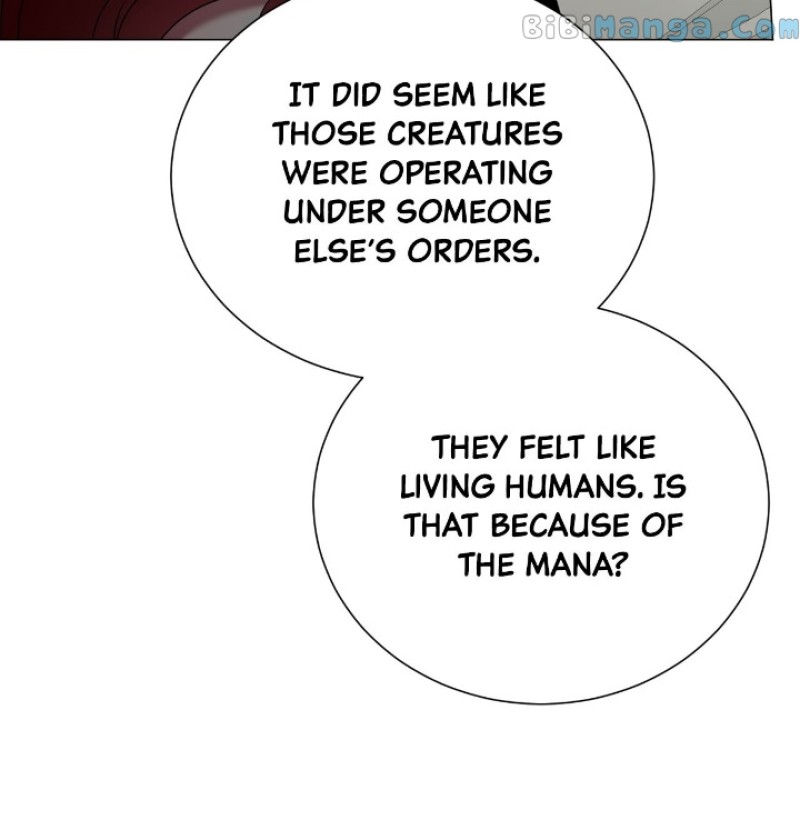 BiBiManga.Com
IT DID SEEM LIKE
THOSE CREATURES
WERE OPERATING
UNDER SOMEONE
ELSE'S ORDERS.
THEY FELT LIKE
LIVING HUMANS. IS
THAT BECAUSE OF
THE MANA?